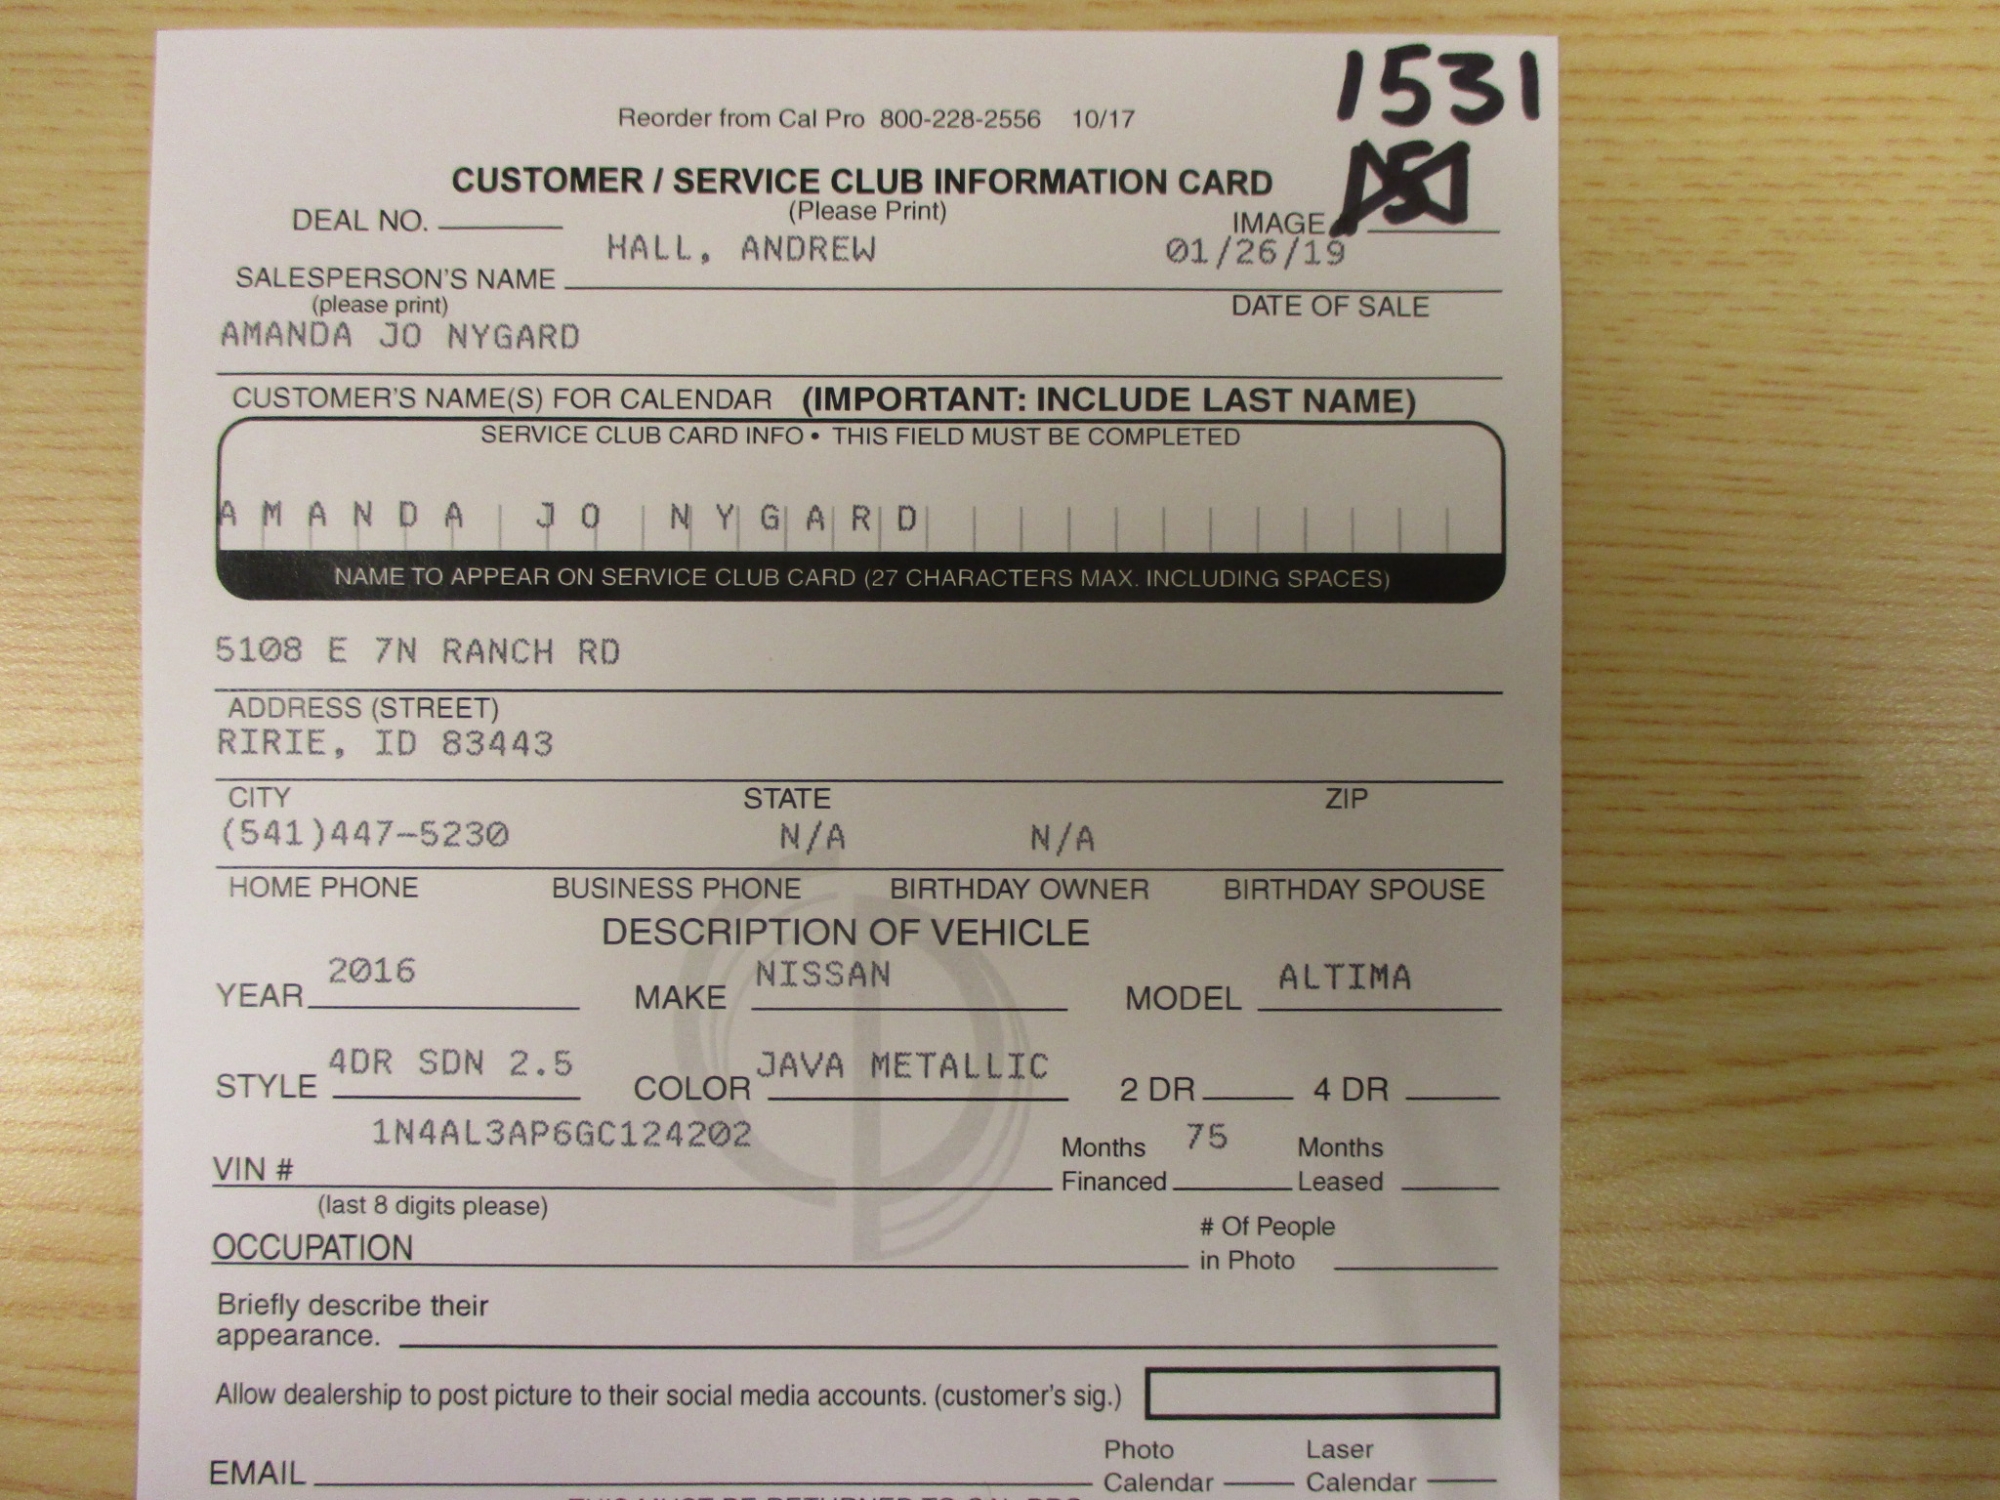 1531
Reorder from Cal Pro 800-228-2556 10/17
CUSTOMER / SERVICE CLUB INFORMATION CARD
(Please Print)
DEAL NO. IMAGE
HALL, ANDREW 01/26/19
SALESPERSON'S NAME
(please print) DATE OF SALE
AMANDA JO NYGARD
CUSTOMER'S NAME(S) FOR CALENDAR (IMPORTANT: INCLUDE LAST NAME)
SERVICE CLUB CARD INFO • THIS FIELD MUST BE COMPLETED
AMANDA JO NYGARD
NAME TO APPEAR ON SERVICE CLUB CARD (27 CHARACTERS MAX. INCLUDING SPACES)
5108 E 7N RANCH RD
ADDRESS (STREET)
RIRIE, ID 83443
CITY STATE ZIP
(541)447-5230 N/A N/A
HOME PHONE BUSINESS PHONE BIRTHDAY OWNER BIRTHDAY SPOUSE
DESCRIPTION OF VEHICLE
YEAR 2016 MAKE NISSAN MODEL ALTIMA
STYLE 4DR SDN 2.5 COLOR JAVA METALLIC 2 DR 4 DR
VIN # 1N4AL3AP6GC124202 Months Financed 75 Months Leased
(last 8 digits please)
OCCUPATION # Of People in Photo
Briefly describe their
appearance.
Allow dealership to post picture to their social media accounts. (customer's sig.)
EMAIL Photo Calendar Laser Calendar